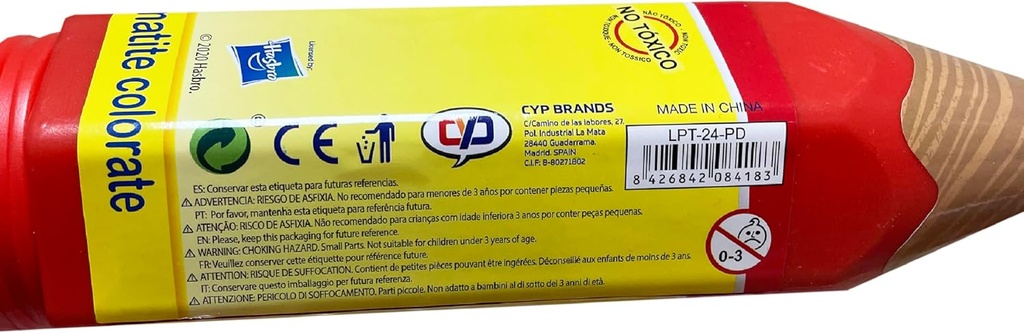 matite colorate
© 2020 Hasbro.
Licensed by:
Hasbro
NO TÓXICO
NÃO TÓXICO
NON TOXIC
NON TOSSICO
NON TOXIQUE
CE
CYP
CYP BRANDS
C/Camino de las labores, 27.
Pol. Industrial La Mata
28440 Guadarrama.
Madrid. SPAIN
C.I.F: B-80271802
MADE IN CHINA
LPT-24-PD
8 426842 084183
0-3
ES: Conservar esta etiqueta para futuras referencias.
ADVERTENCIA: RIESGO DE ASFIXIA. No recomendado para menores de 3 años por contener piezas pequeñas.
PT: Por favor, mantenha esta etiqueta para referência futura.
ATENÇÃO: RISCO DE ASFIXIA. Não recomendado para crianças com idade inferiora 3 anos por conter peças pequenas.
EN: Please, keep this packaging for future reference.
WARNING: CHOKING HAZARD. Small Parts. Not suitable for children under 3 years of age.
FR: Veuillez conserver cette étiquette pour référence future.
ATTENTION: RISQUE DE SUFFOCATION. Contient de petites pièces pouvant être ingérées. Déconseillé aux enfants de moins de 3 ans.
IT: Conservare questo imballaggio per futura referenza.
ATTENZIONE: PERICOLO DI SOFFOCAMENTO. Parti piccole. Non adatto a bambini al di sotto dei 3 anni di età.